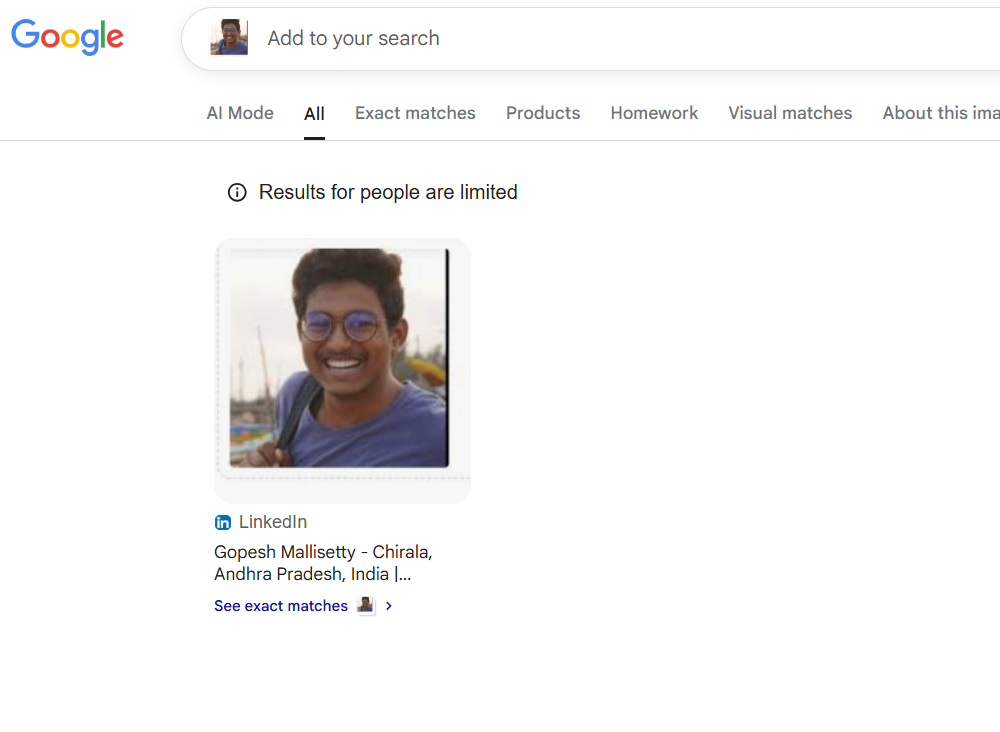 Google
Add to your search
AI Mode All Exact matches Products Homework Visual matches About this ima
Results for people are limited
in LinkedIn
Gopesh Mallisetty - Chirala,
Andhra Pradesh, India |...
See exact matches